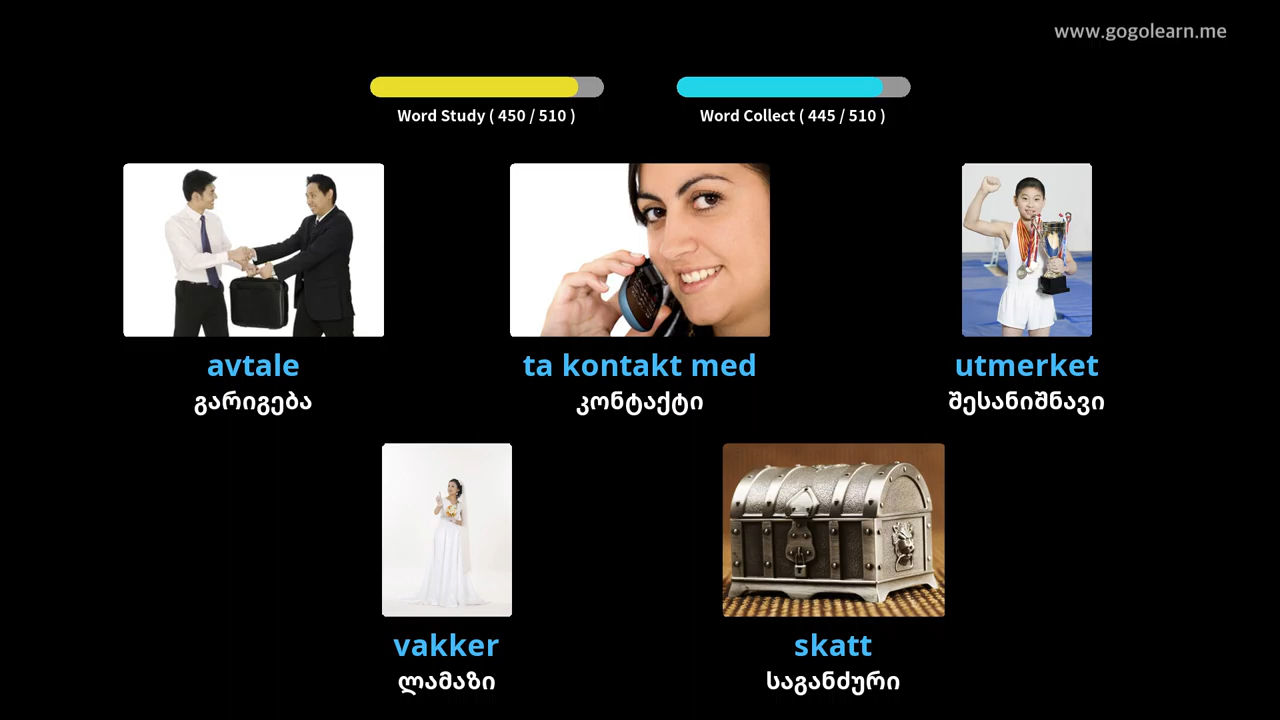 www.gogolearn.me
Word Study ( 450 / 510 )
Word Collect ( 445 / 510 )
avtale
გარიგება
ta kontakt med
კონტაქტი
utmerket
შესანიშნავი
vakker
ლამაზი
skatt
საგანძური